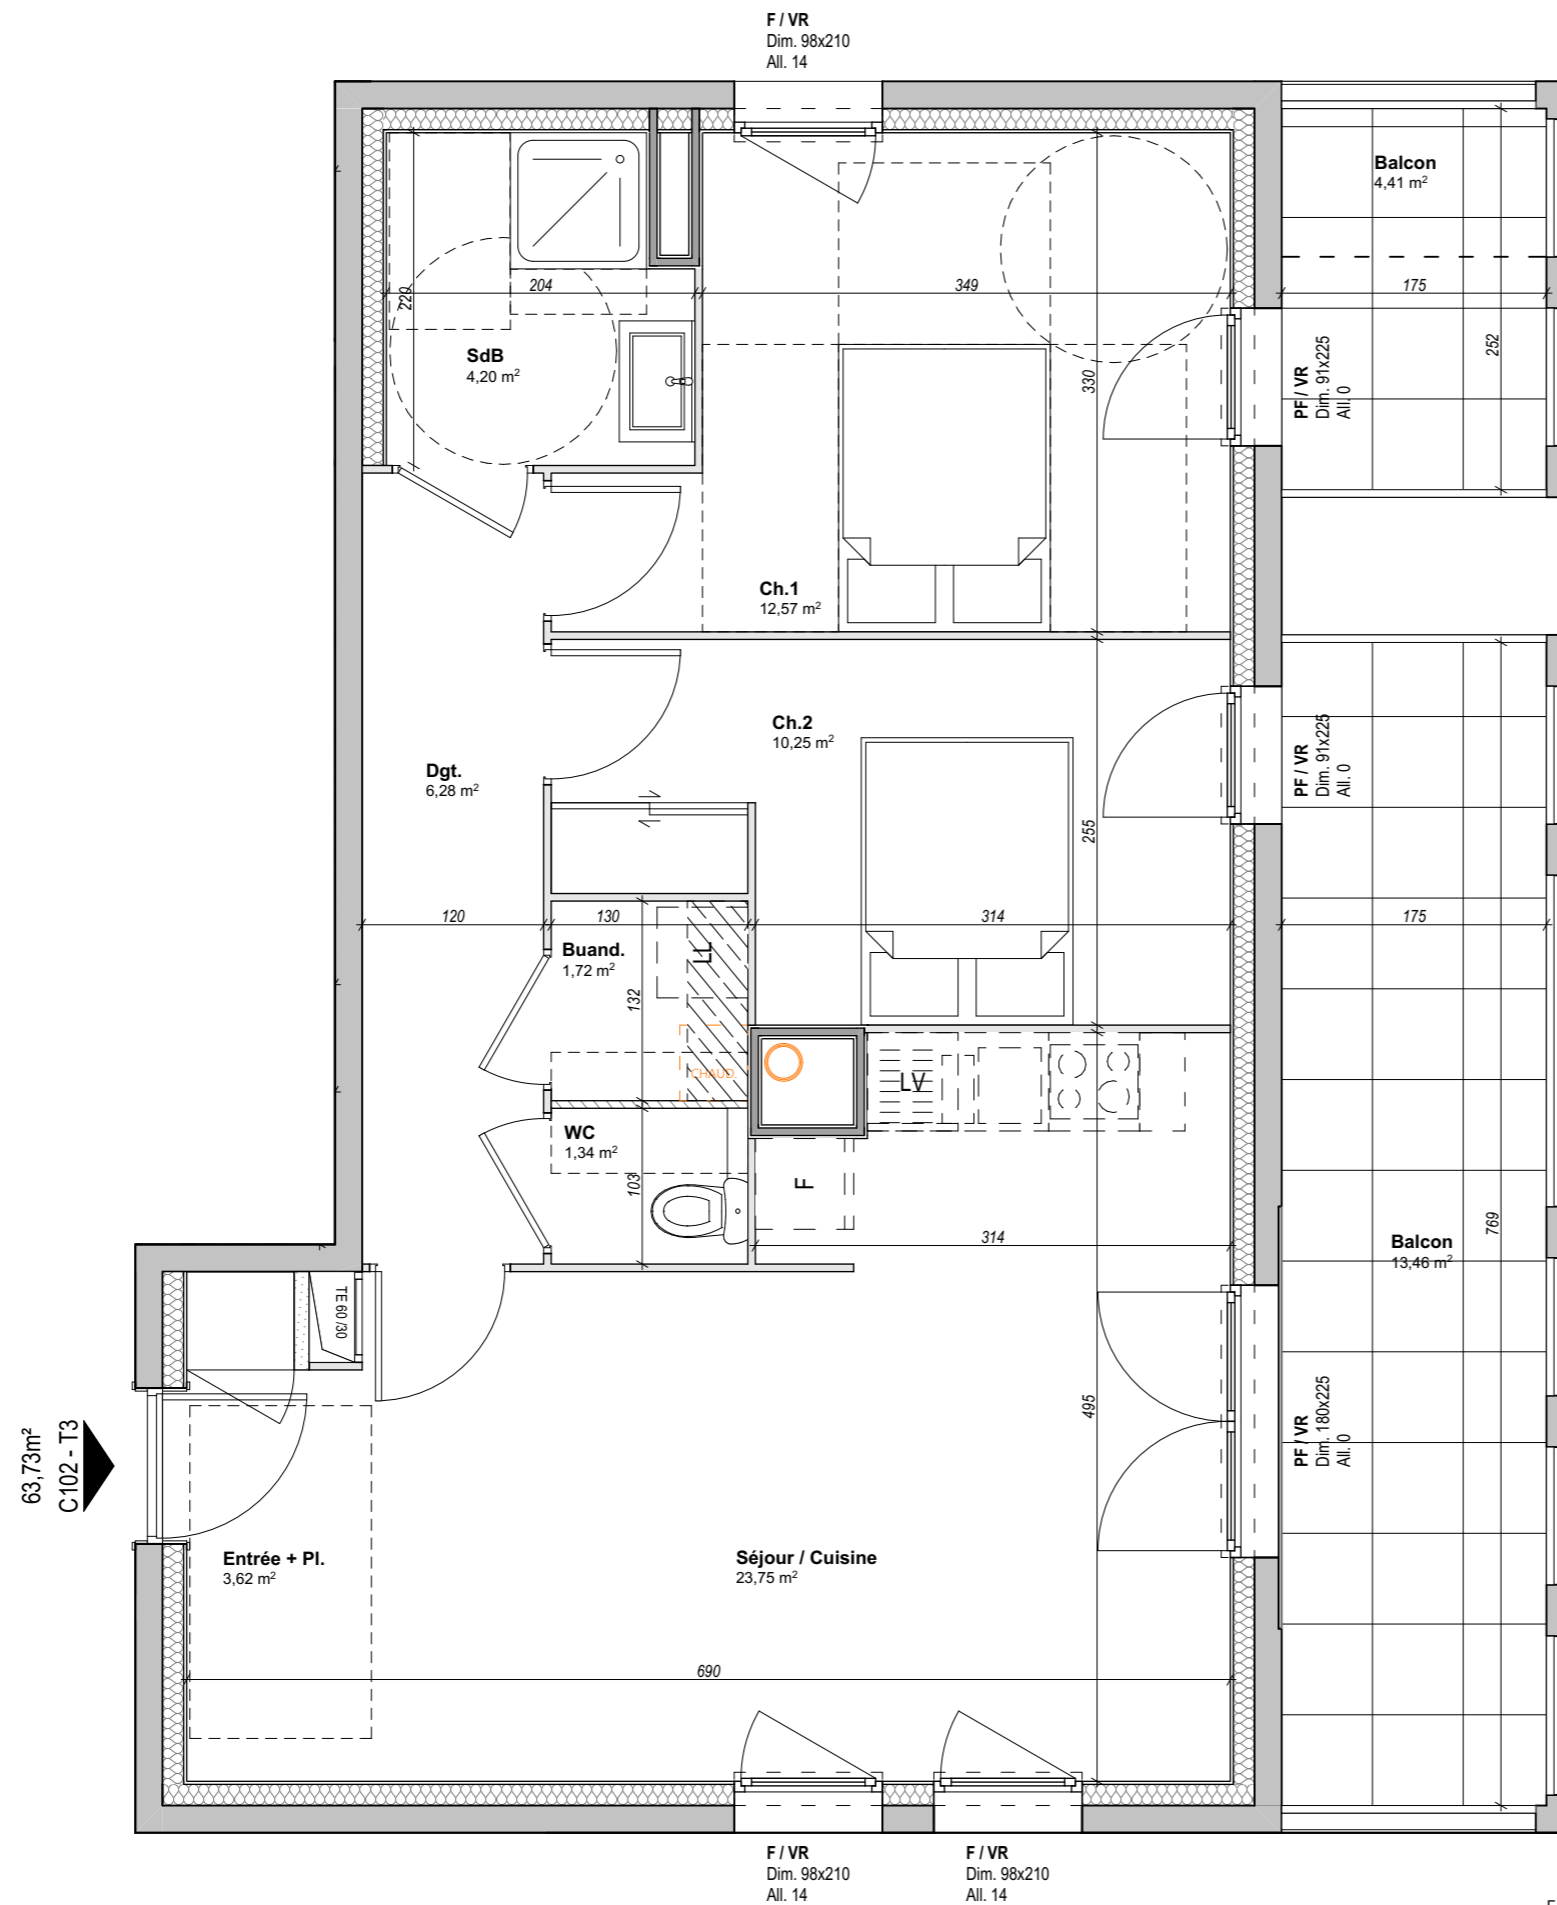 F / VR
Dim. 98x210
All. 14
Balcon
4,41 m²
220
204
349
175
252
SdB
4,20 m²
330
PF / VR
Dim. 91x225
All. 0
Ch.1
12,57 m²
Ch.2
10,25 m²
PF / VR
Dim. 91x225
All. 0
Dgt.
6,28 m²
255
120
130
314
175
Buand.
1,72 m²
LL
132
CHAUD.
LV
WC
1,34 m²
103
F
314
769
Balcon
13,46 m²
TE 60 /30
495
PF / VR
Dim. 180x225
All. 0
63,73m²
C102 - T3
Entrée + Pl.
3,62 m²
Séjour / Cuisine
23,75 m²
690
F / VR
Dim. 98x210
All. 14
F / VR
Dim. 98x210
All. 14